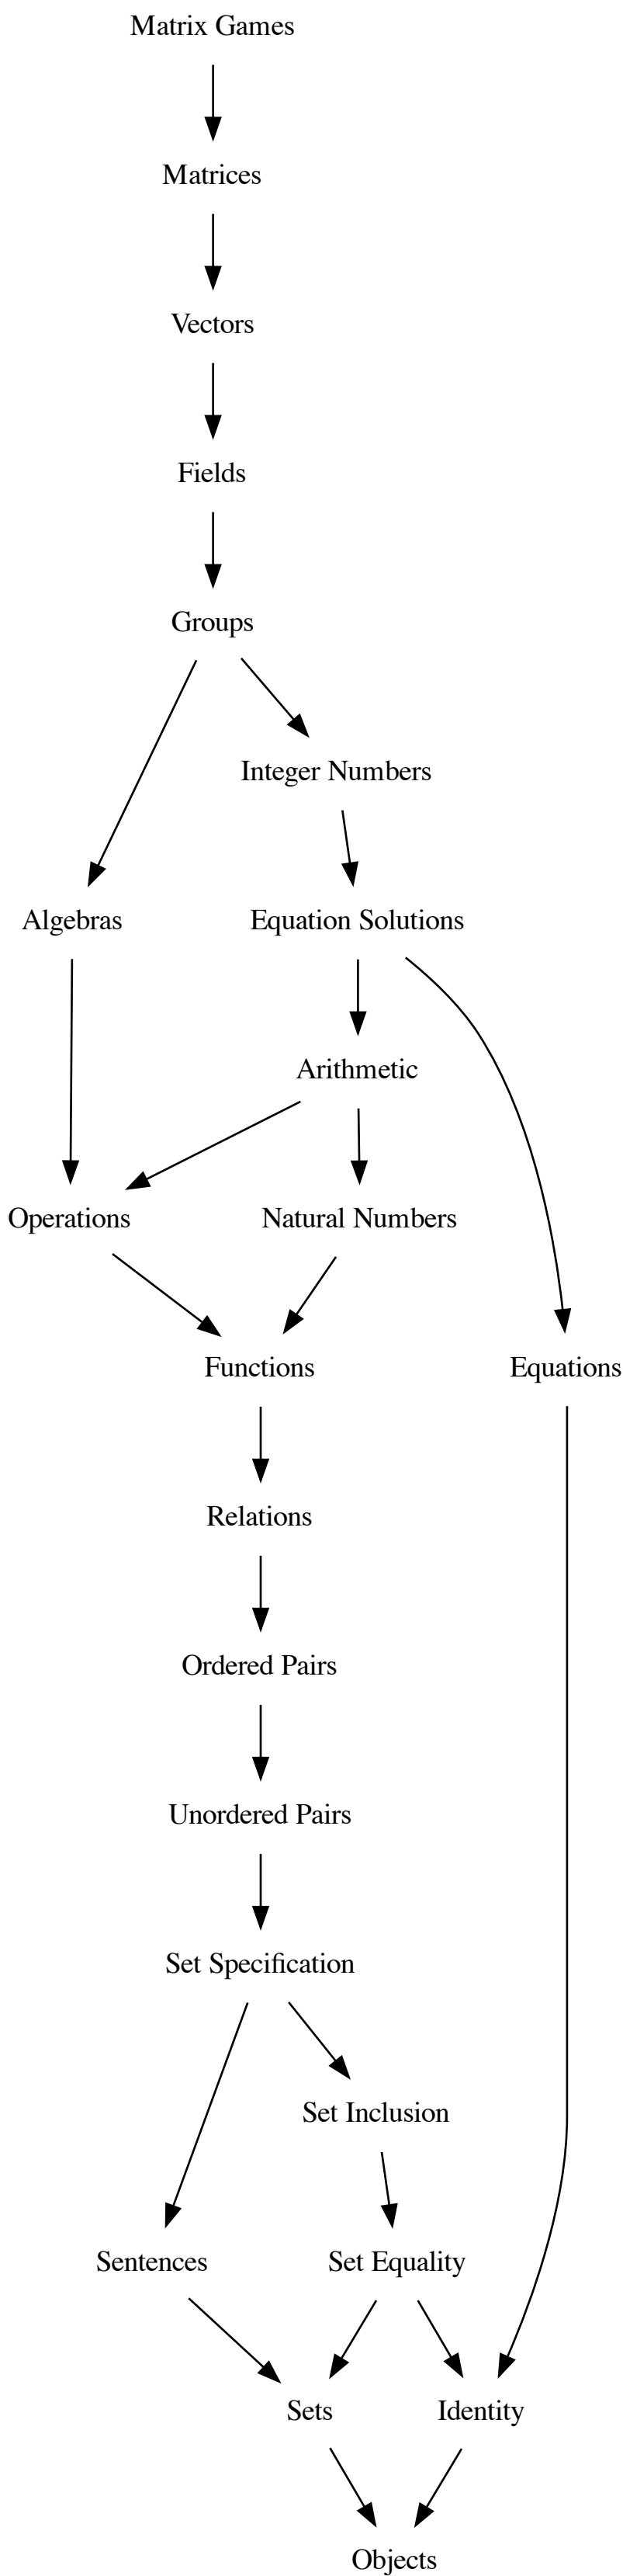 Matrix Games
Matrices
Vectors
Fields
Groups
Integer Numbers
Algebras
Equation Solutions
Arithmetic
Operations
Natural Numbers
Functions
Equations
Relations
Ordered Pairs
Unordered Pairs
Set Specification
Set Inclusion
Sentences
Set Equality
Sets
Identity
Objects